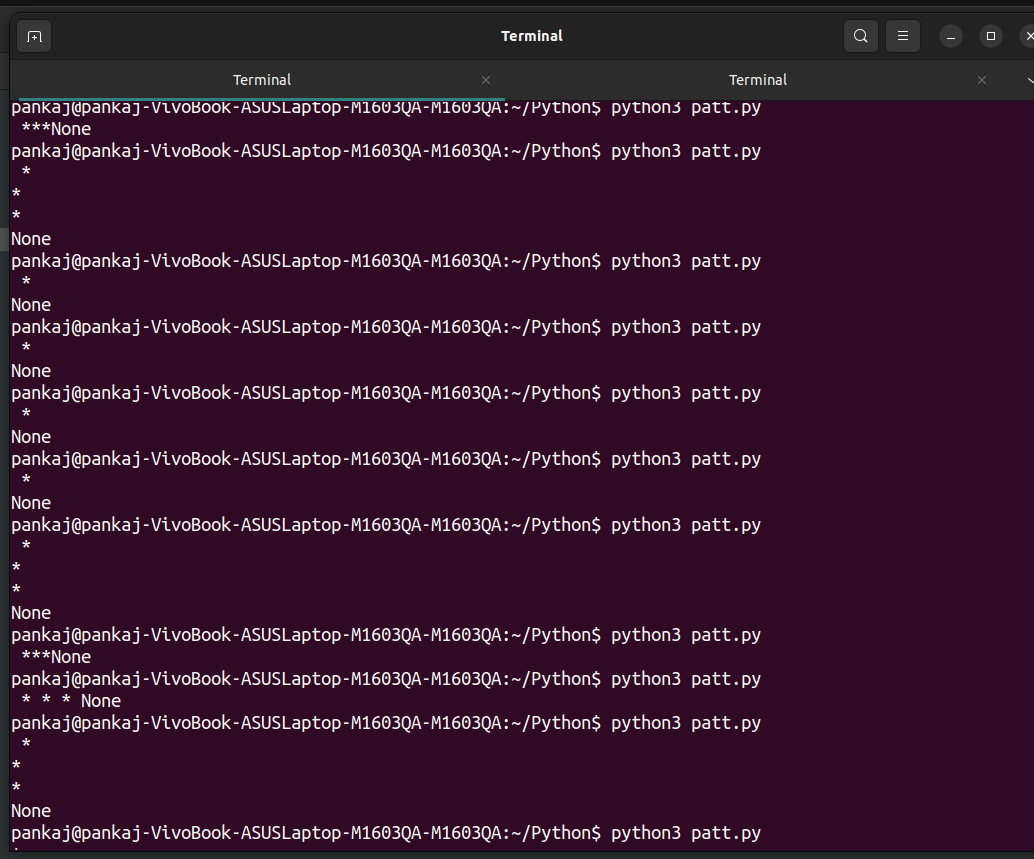 Terminal
Terminal
Terminal
pankaj@pankaj-VivoBook-ASUSLaptop-M1603QA-M1603QA:~/Python$ python3 patt.py
 ***None
pankaj@pankaj-VivoBook-ASUSLaptop-M1603QA-M1603QA:~/Python$ python3 patt.py
 *
*
*
None
pankaj@pankaj-VivoBook-ASUSLaptop-M1603QA-M1603QA:~/Python$ python3 patt.py
 *
None
pankaj@pankaj-VivoBook-ASUSLaptop-M1603QA-M1603QA:~/Python$ python3 patt.py
 *
None
pankaj@pankaj-VivoBook-ASUSLaptop-M1603QA-M1603QA:~/Python$ python3 patt.py
 *
None
pankaj@pankaj-VivoBook-ASUSLaptop-M1603QA-M1603QA:~/Python$ python3 patt.py
 *
None
pankaj@pankaj-VivoBook-ASUSLaptop-M1603QA-M1603QA:~/Python$ python3 patt.py
 *
*
*
None
pankaj@pankaj-VivoBook-ASUSLaptop-M1603QA-M1603QA:~/Python$ python3 patt.py
 ***None
pankaj@pankaj-VivoBook-ASUSLaptop-M1603QA-M1603QA:~/Python$ python3 patt.py
 * * * None
pankaj@pankaj-VivoBook-ASUSLaptop-M1603QA-M1603QA:~/Python$ python3 patt.py
 *
*
*
None
pankaj@pankaj-VivoBook-ASUSLaptop-M1603QA-M1603QA:~/Python$ python3 patt.py